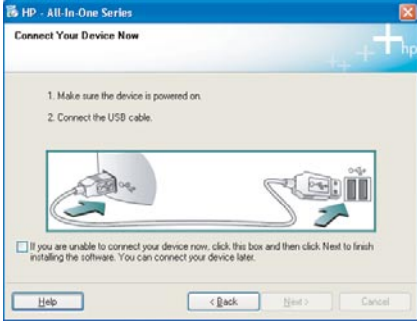 HP - All-In-One Series
Connect Your Device Now
hp
1. Make sure the device is powered on.
2. Connect the USB cable.
If you are unable to connect your device now, click this box and then click Next to finish
installing the software. You can connect your device later.
Help
< Back
Next >
Cancel